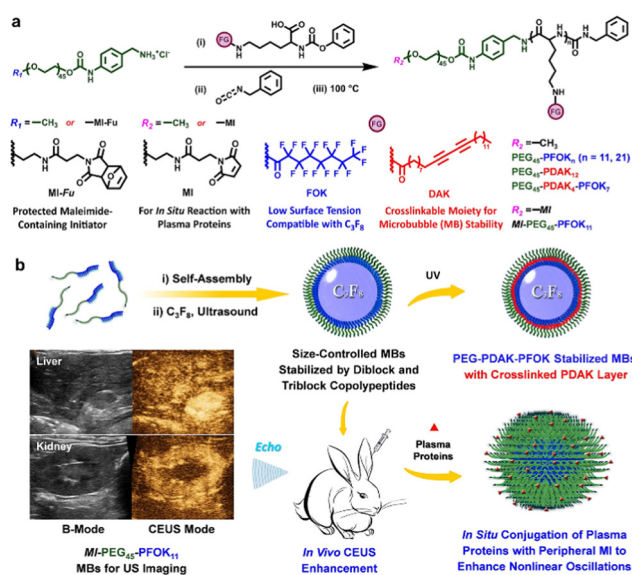 a
FG
HO
O
(i)
N
H
O
(ii)
(iii) 100 °C
R₁
45
NH₃⁺Cl⁻
R₂
45
n
FG
R₁ = —CH₃ or —MI-Fu
R₂ = —CH₃ or —MI
FG
MI-Fu
MI
FOK
DAK
Protected Maleimide-
Containing Initiator
For In Situ Reaction with
Plasma Proteins
Low Surface Tension
Compatible with C₃F₈
Crosslinkable Moiety for
Microbubble (MB) Stability
R₂ = —CH₃
PEG₄₅-PFOKₙ (n = 11, 21)
PEG₄₅-PDAK₁₂
PEG₄₅-PDAK₄-PFOK₇
R₂ = —MI
MI-PEG₄₅-PFOK₁₁
b
i) Self-Assembly
ii) C₃F₈, Ultrasound
C₃F₈
UV
C₃F₈
Size-Controlled MBs
Stabilized by Diblock and
Triblock Copolypeptides
PEG-PDAK-PFOK Stabilized MBs
with Crosslinked PDAK Layer
Liver
Kidney
B-Mode
CEUS Mode
MI-PEG₄₅-PFOK₁₁
MBs for US Imaging
Echo
In Vivo CEUS
Enhancement
Plasma
Proteins
In Situ Conjugation of Plasma
Proteins with Peripheral MI to
Enhance Nonlinear Oscillations